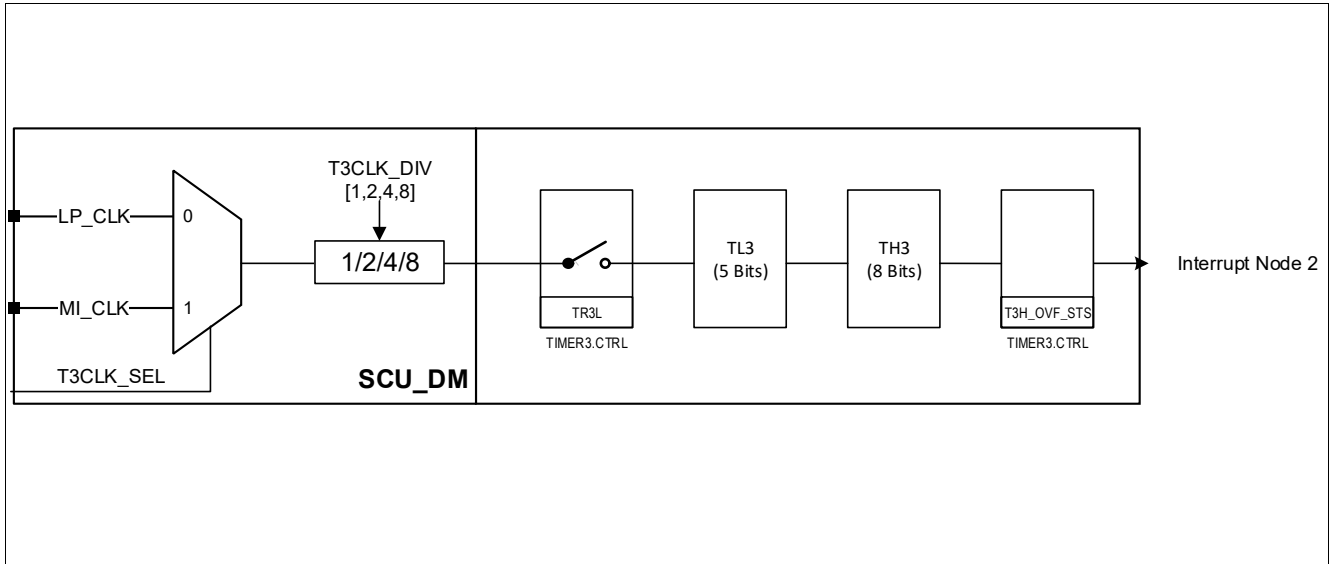 T3CLK_DIV
[1,2,4,8]
LP_CLK
0
1/2/4/8
TL3
(5 Bits)
TH3
(8 Bits)
Interrupt Node 2
MI_CLK
1
TR3L
T3H_OVF_STS
TIMER3.CTRL
TIMER3.CTRL
T3CLK_SEL
SCU_DM